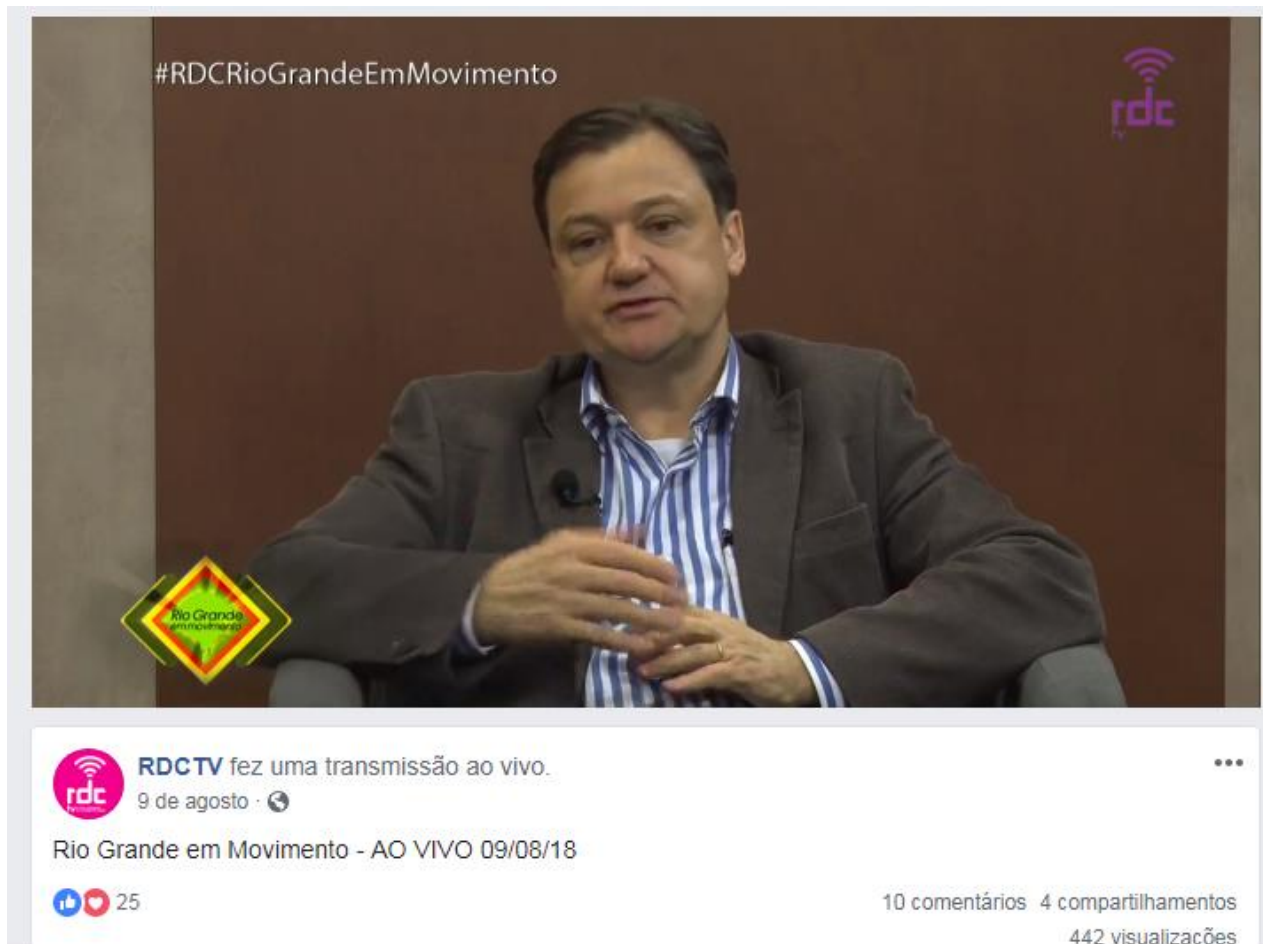 #RDCRioGrandeEmMovimento
rdc
TV
Rio Grande
em movimento
rdc
RDCTV fez uma transmissão ao vivo.
9 de agosto ·
Rio Grande em Movimento - AO VIVO 09/08/18
25
10 comentários 4 compartilhamentos
442 visualizações